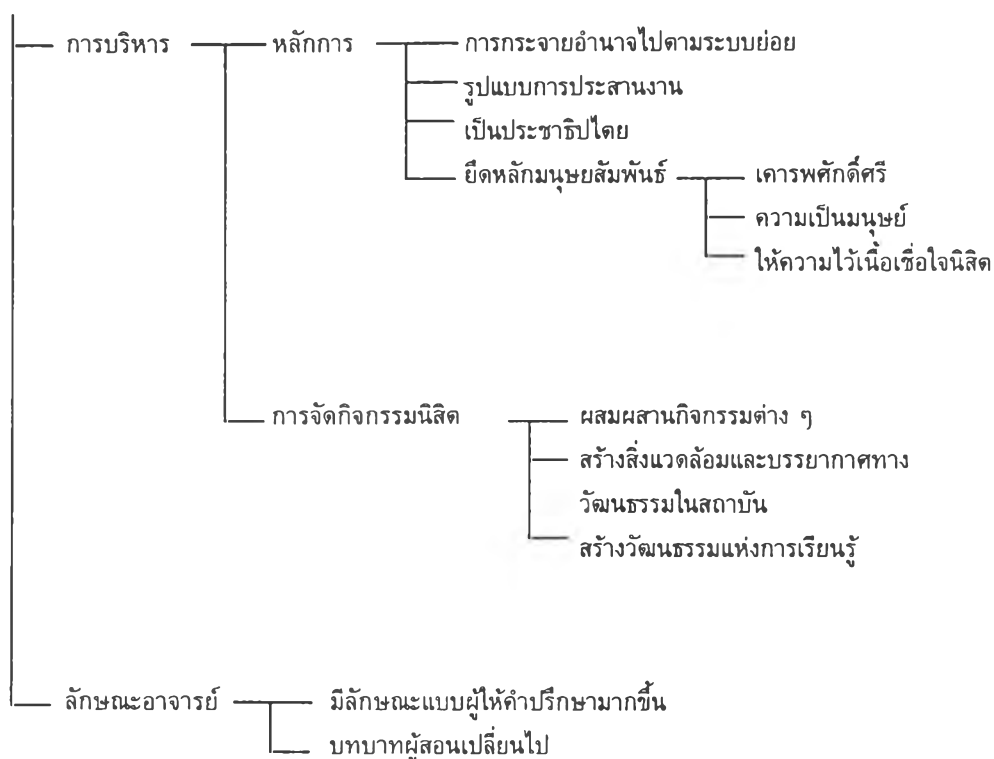 การบริหาร หลักการ การกระจายอำนาจไปตามระบบย่อย
รูปแบบการประสานงาน
เป็นประชาธิปไตย
ยึดหลักมนุษยสัมพันธ์ เคารพศักดิ์ศรี
ความเป็นมนุษย์
ให้ความไว้เนื้อเชื่อใจนิสิต
การจัดกิจกรรมนิสิต ผสมผสานกิจกรรมต่าง ๆ
สร้างสิ่งแวดล้อมและบรรยากาศทาง
วัฒนธรรมในสถาบัน
สร้างวัฒนธรรมแห่งการเรียนรู้
ลักษณะอาจารย์ มีลักษณะแบบผู้ให้คำปรึกษามากขึ้น
บทบาทผู้สอนเปลี่ยนไป